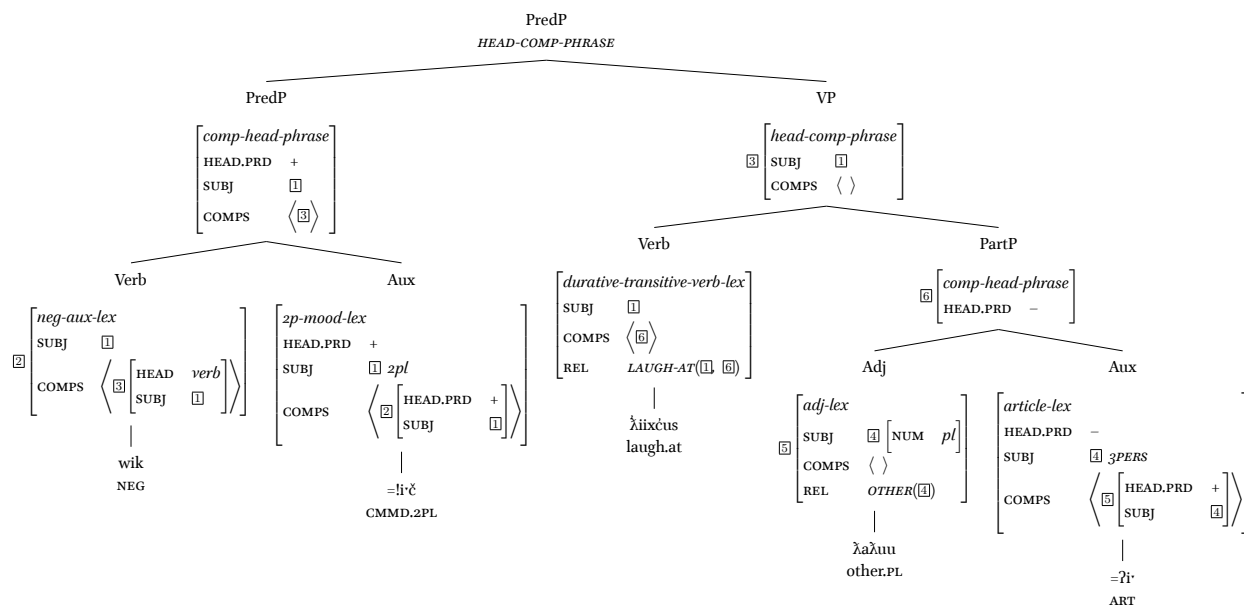 PredP
HEAD-COMP-PHRASE
PredP
VP
comp-head-phrase
HEAD.PRD +
SUBJ 1
COMPS ⟨ 3 ⟩
3 head-comp-phrase
SUBJ 1
COMPS ⟨ ⟩
Verb
Aux
Verb
PartP
2 neg-aux-lex
SUBJ 1
COMPS ⟨ 3 [ HEAD verb
SUBJ 1 ] ⟩
wik
NEG
2p-mood-lex
HEAD.PRD +
SUBJ 1 2pl
COMPS ⟨ 2 [ HEAD.PRD +
SUBJ 1 ] ⟩
=!i·č
CMMD.2PL
durative-transitive-verb-lex
SUBJ 1
COMPS ⟨ 6 ⟩
REL LAUGH-AT(1, 6)
ƛ̓iixc̓us
laugh.at
6 comp-head-phrase
HEAD.PRD –
Adj
Aux
5 adj-lex
SUBJ 4 [ NUM pl ]
COMPS ⟨ ⟩
REL OTHER(4)
ƛ̓aƛ̓uu
other.PL
article-lex
HEAD.PRD –
SUBJ 4 3PERS
COMPS ⟨ 5 [ HEAD.PRD +
SUBJ 4 ] ⟩
=ʔi·
ART